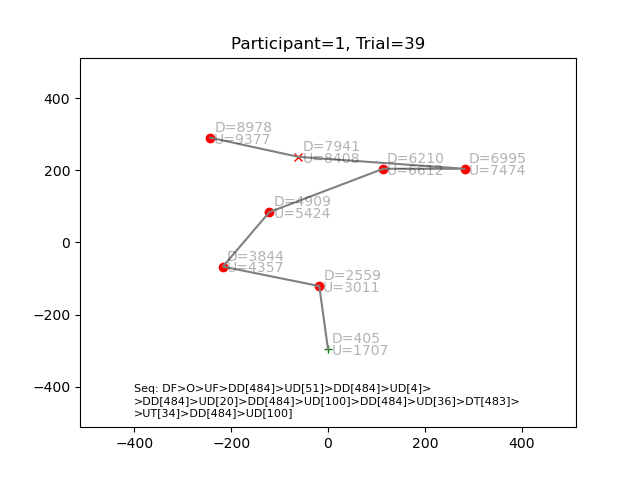 Participant=1, Trial=39
400
200
0
−200
−400
D=8978
U=9377
D=7941
U=8408
D=6210
U=6612
D=6995
U=7474
D=4909
U=5424
D=3844
U=4357
D=2559
U=3011
D=405
U=1707
Seq: DF>O>UF>DD[484]>UD[51]>DD[484]>UD[4]>
>DD[484]>UD[20]>DD[484]>UD[100]>DD[484]>UD[36]>DT[483]>
>UT[34]>DD[484]>UD[100]
−400
−200
0
200
400